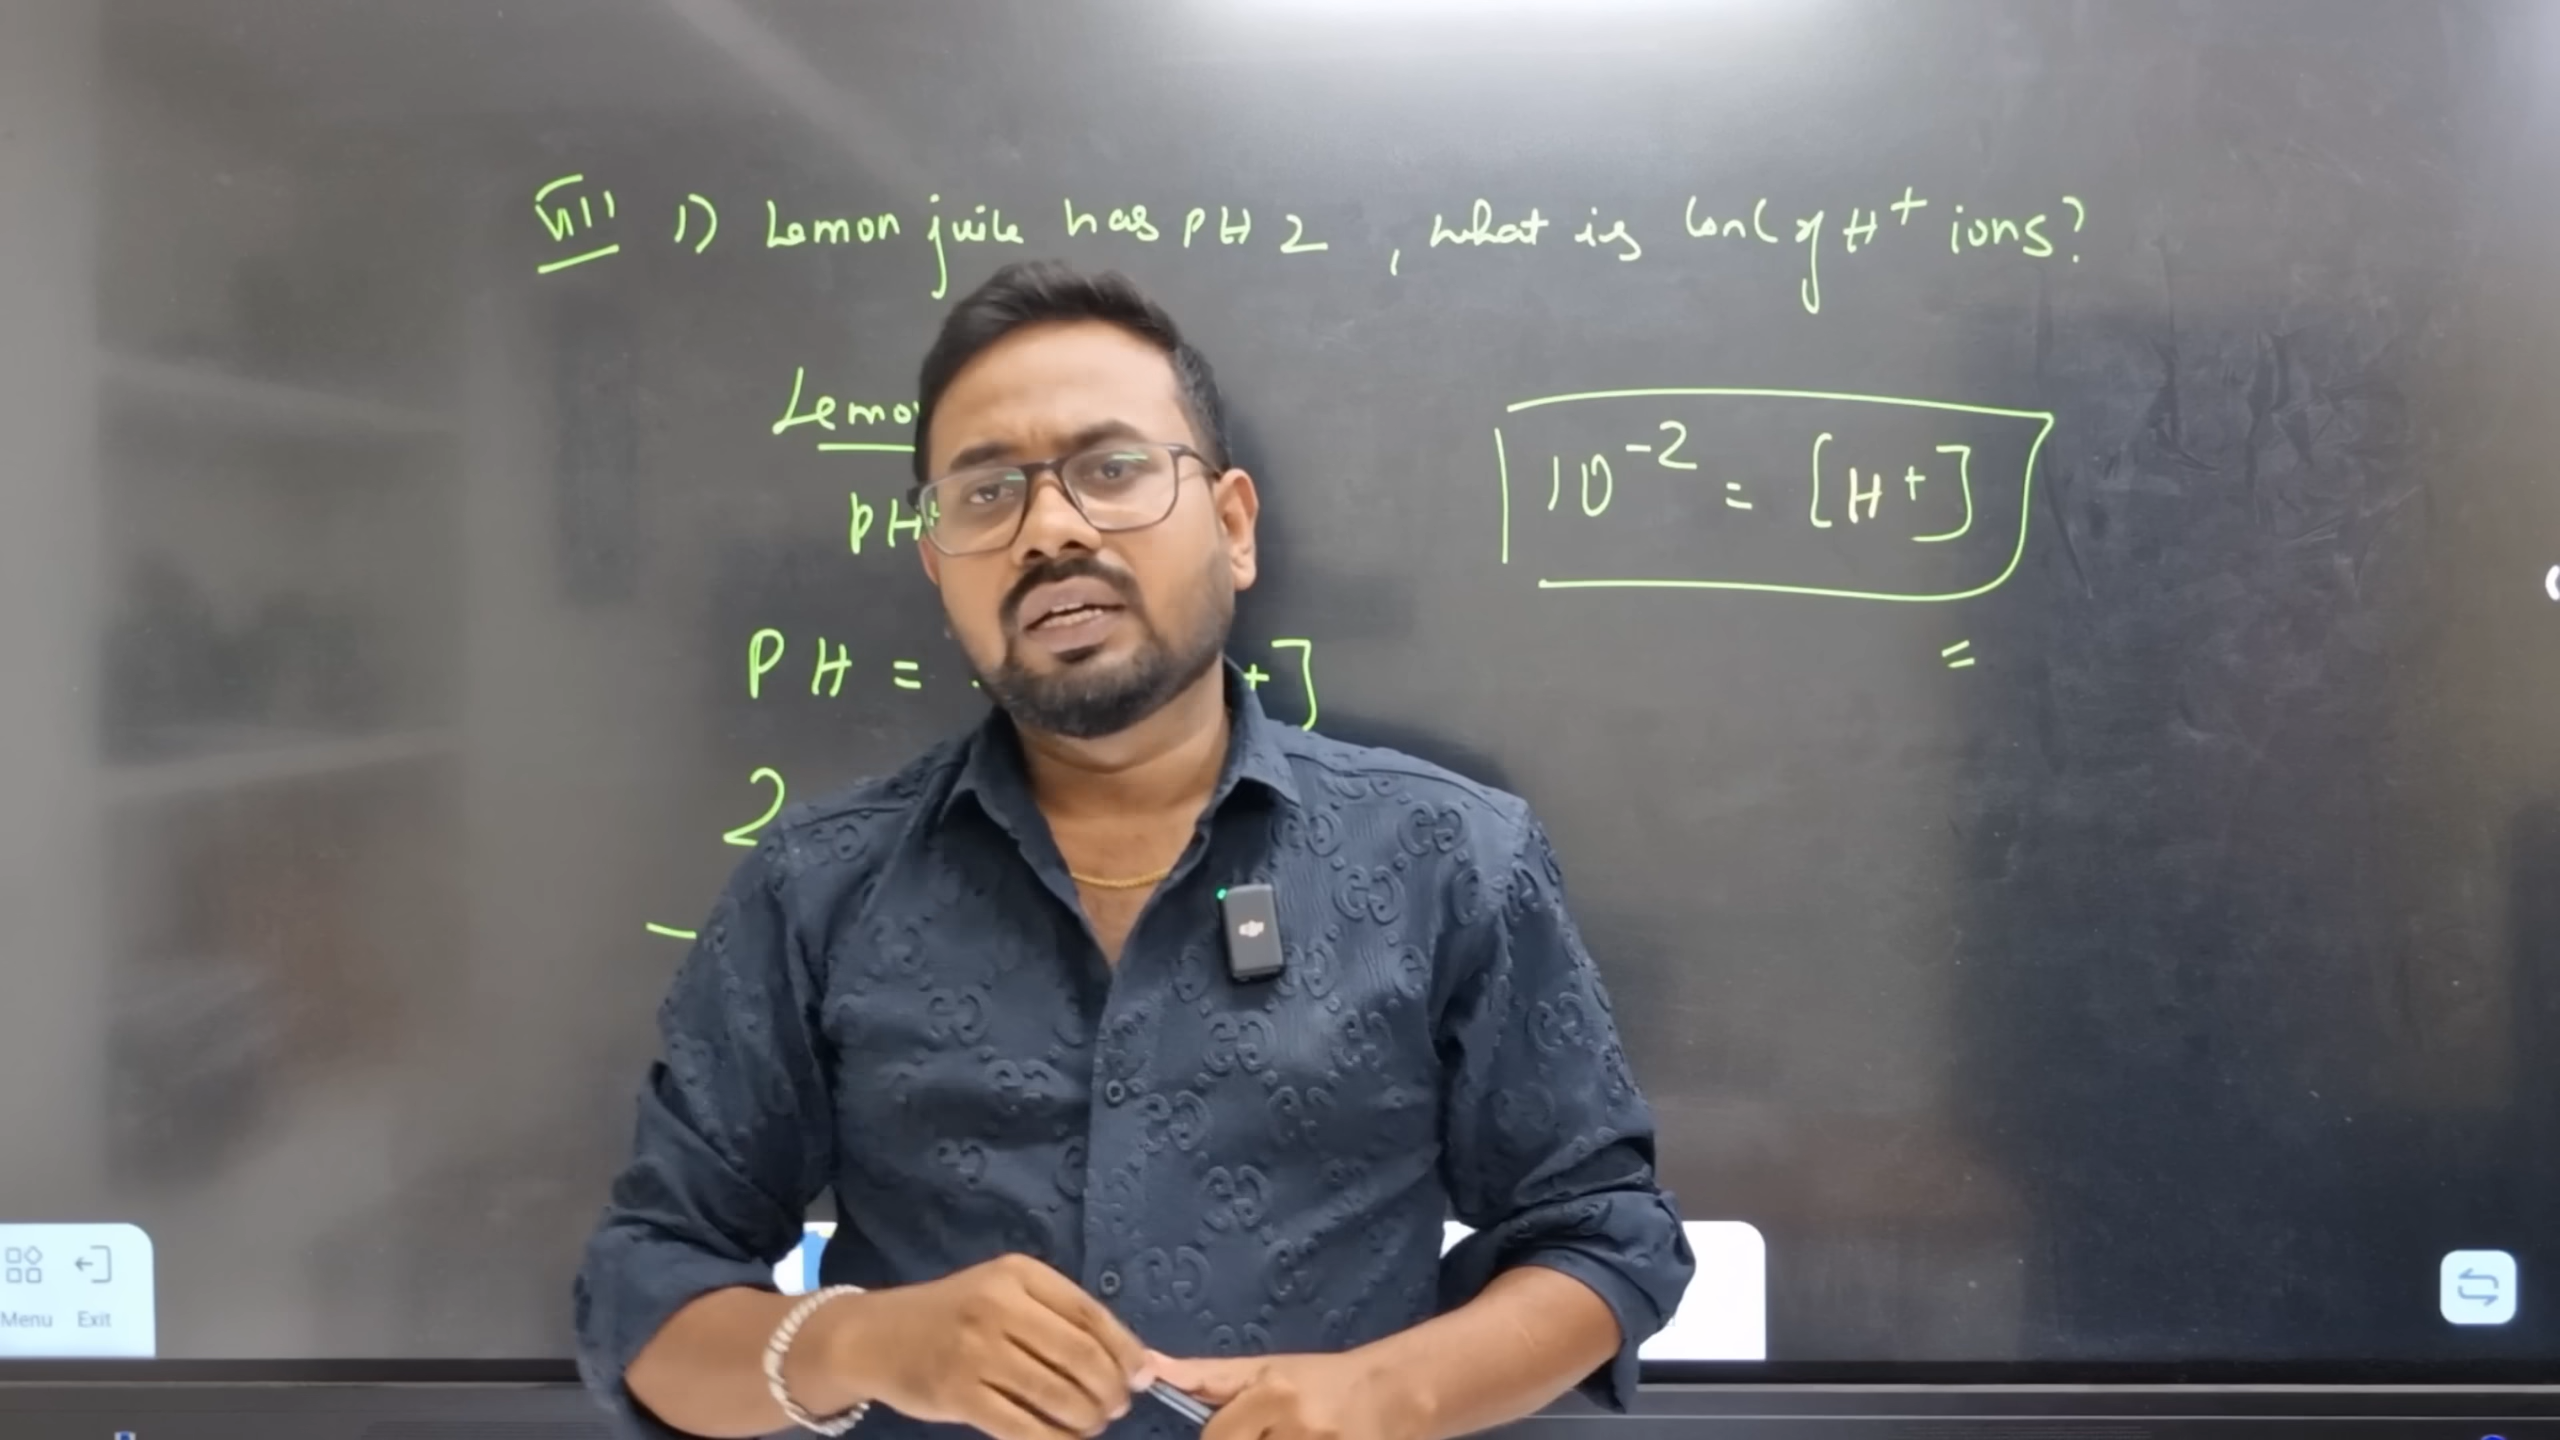 VIII 1) Lemon juice has PH 2, what is Conc of H+ ions?
Lemo
PH
10-2 = [H+]
=
PH = +]
2
-
Menu Exit